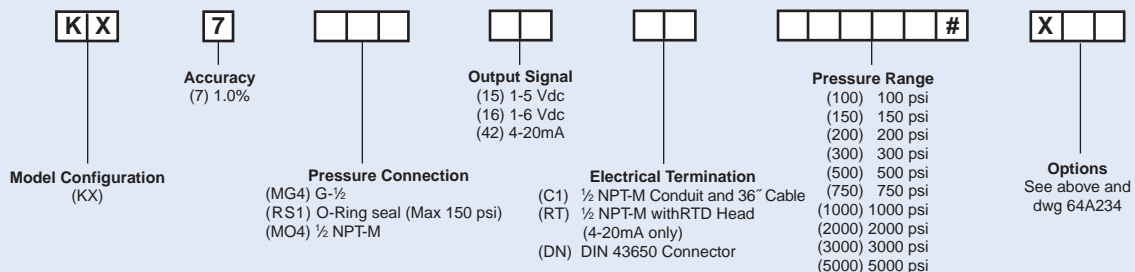 K X 7 # X
Accuracy
(7) 1.0%
Output Signal
(15) 1-5 Vdc
(16) 1-6 Vdc
(42) 4-20mA
Pressure Range
(100) 100 psi
(150) 150 psi
(200) 200 psi
(300) 300 psi
(500) 500 psi
(750) 750 psi
(1000) 1000 psi
(2000) 2000 psi
(3000) 3000 psi
(5000) 5000 psi
Model Configuration
(KX)
Pressure Connection
(MG4) G-½
(RS1) O-Ring seal (Max 150 psi)
(MO4) ½ NPT-M
Electrical Termination
(C1) ½ NPT-M Conduit and 36˝ Cable
(RT) ½ NPT-M withRTD Head
(4-20mA only)
(DN) DIN 43650 Connector
Options
See above and
dwg 64A234